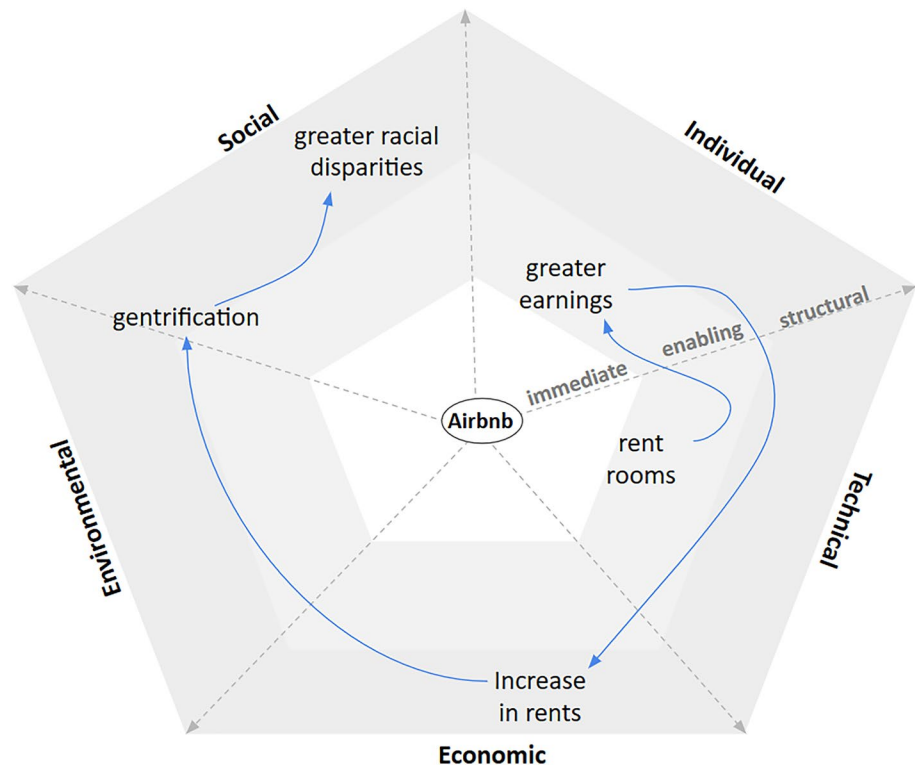 Social
Individual
greater racial
disparities
greater
earnings
gentrification
structural
enabling
immediate
Airbnb
rent
rooms
Environmental
Technical
Increase
in rents
Economic